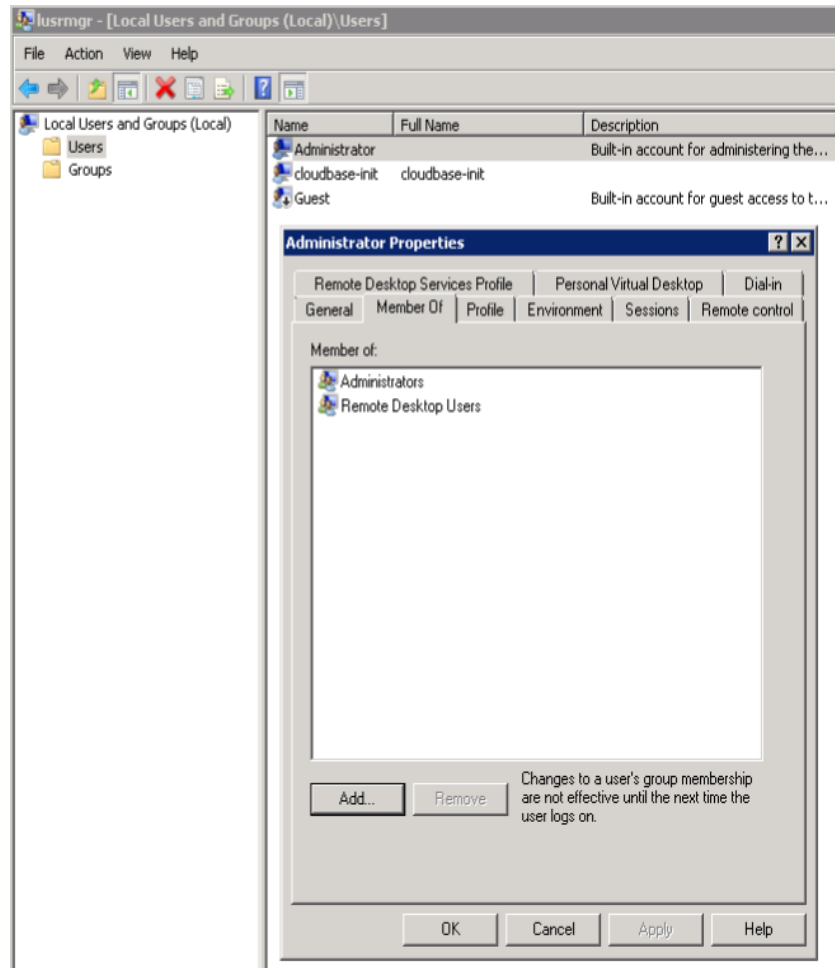 lusrmgr - [Local Users and Groups (Local)\Users]
File Action View Help
Local Users and Groups (Local)
Users
Groups
Name Full Name Description
Administrator Built-in account for administering the...
cloudbase-init cloudbase-init
Guest Built-in account for guest access to t...
Administrator Properties
Remote Desktop Services Profile Personal Virtual Desktop Dial-in
General Member Of Profile Environment Sessions Remote control
Member of:
Administrators
Remote Desktop Users
Add... Remove
Changes to a user's group membership
are not effective until the next time the
user logs on.
OK Cancel Apply Help